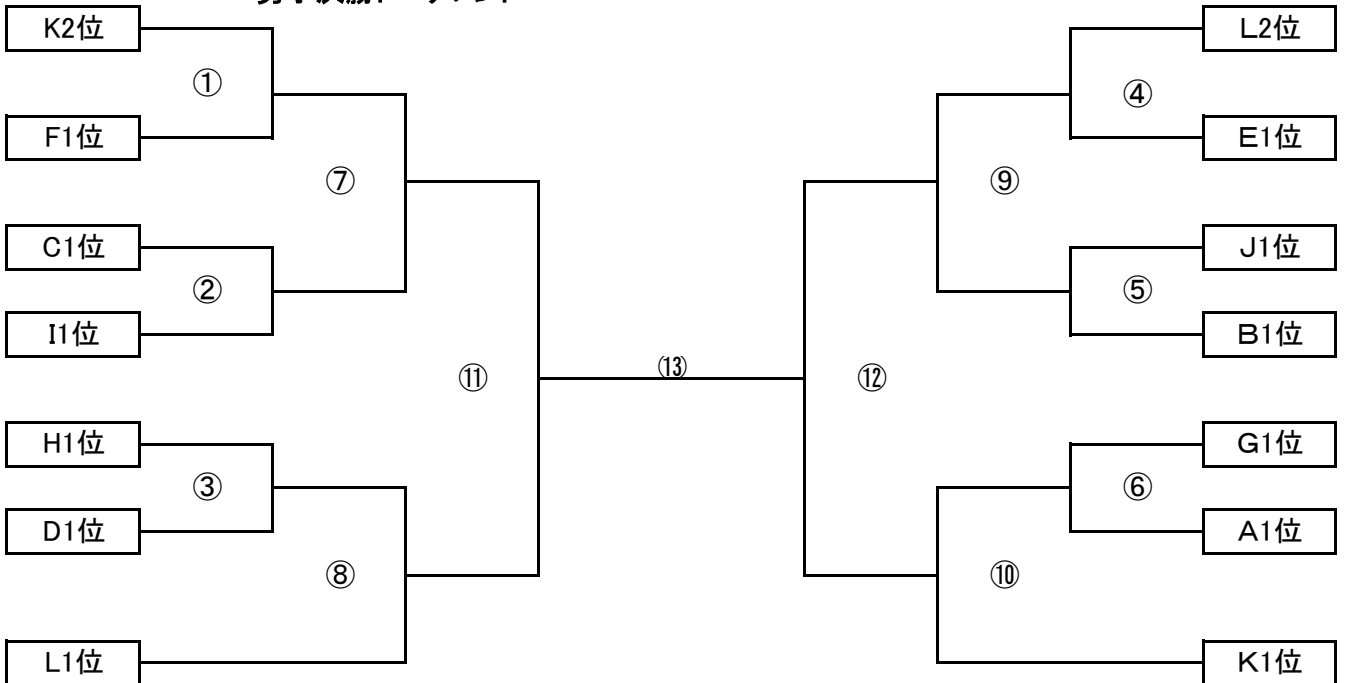 K2位
①
F1位
⑦
C1位
②
I1位
⑪
H1位
③
D1位
⑧
L1位
⑬
L2位
④
E1位
⑨
J1位
⑤
B1位
⑫
G1位
⑥
A1位
⑩
K1位